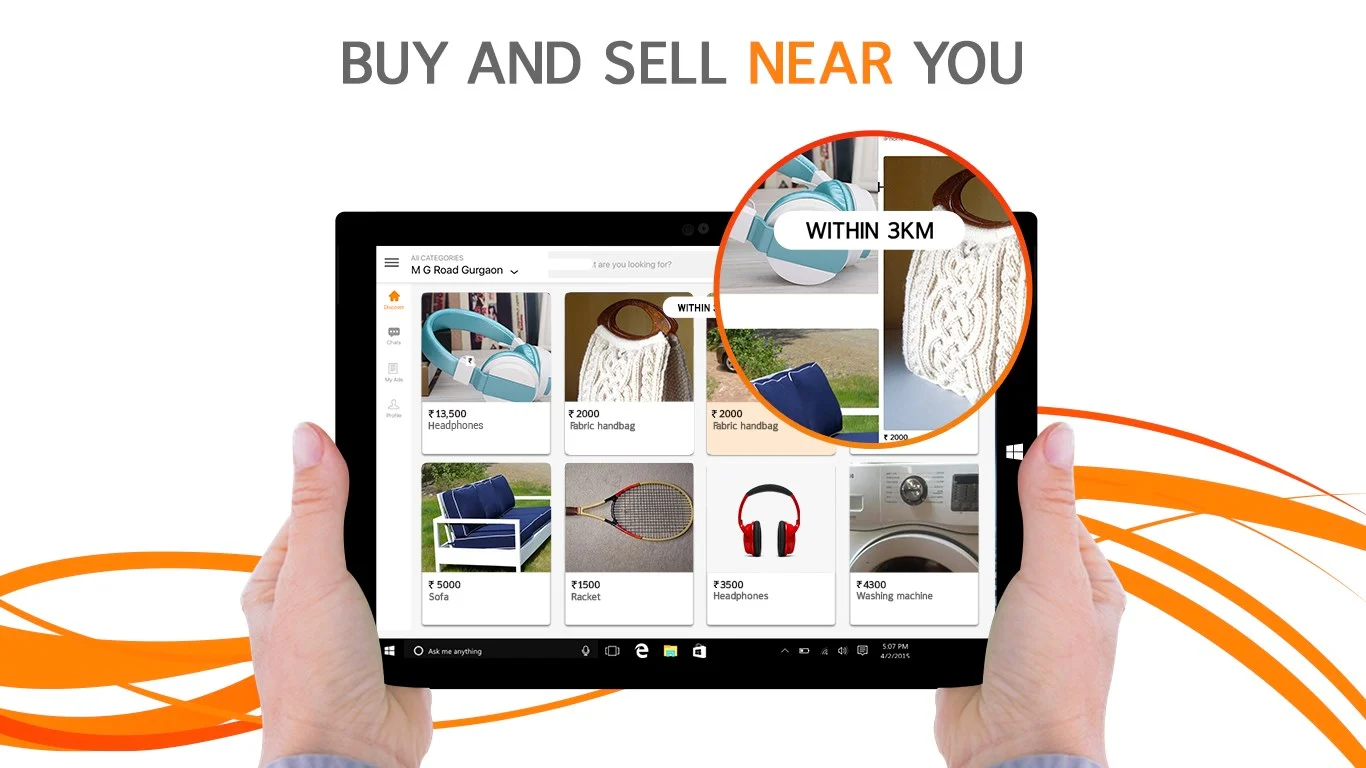 BUY AND SELL NEAR YOU
WITHIN 3KM
All CATEGORIES
M G Road Gurgaon
t are you looking for?
Discover
Chats
My Ads
Profile
WITHIN 3
₹ 13,500
Headphones
₹ 2000
Fabric handbag
₹ 2000
Fabric handbag
₹ 2000
₹ 5000
Sofa
₹1500
Racket
₹3500
Headphones
₹4300
Washing machine
Ask me anything
5:07 PM
4/2/2015